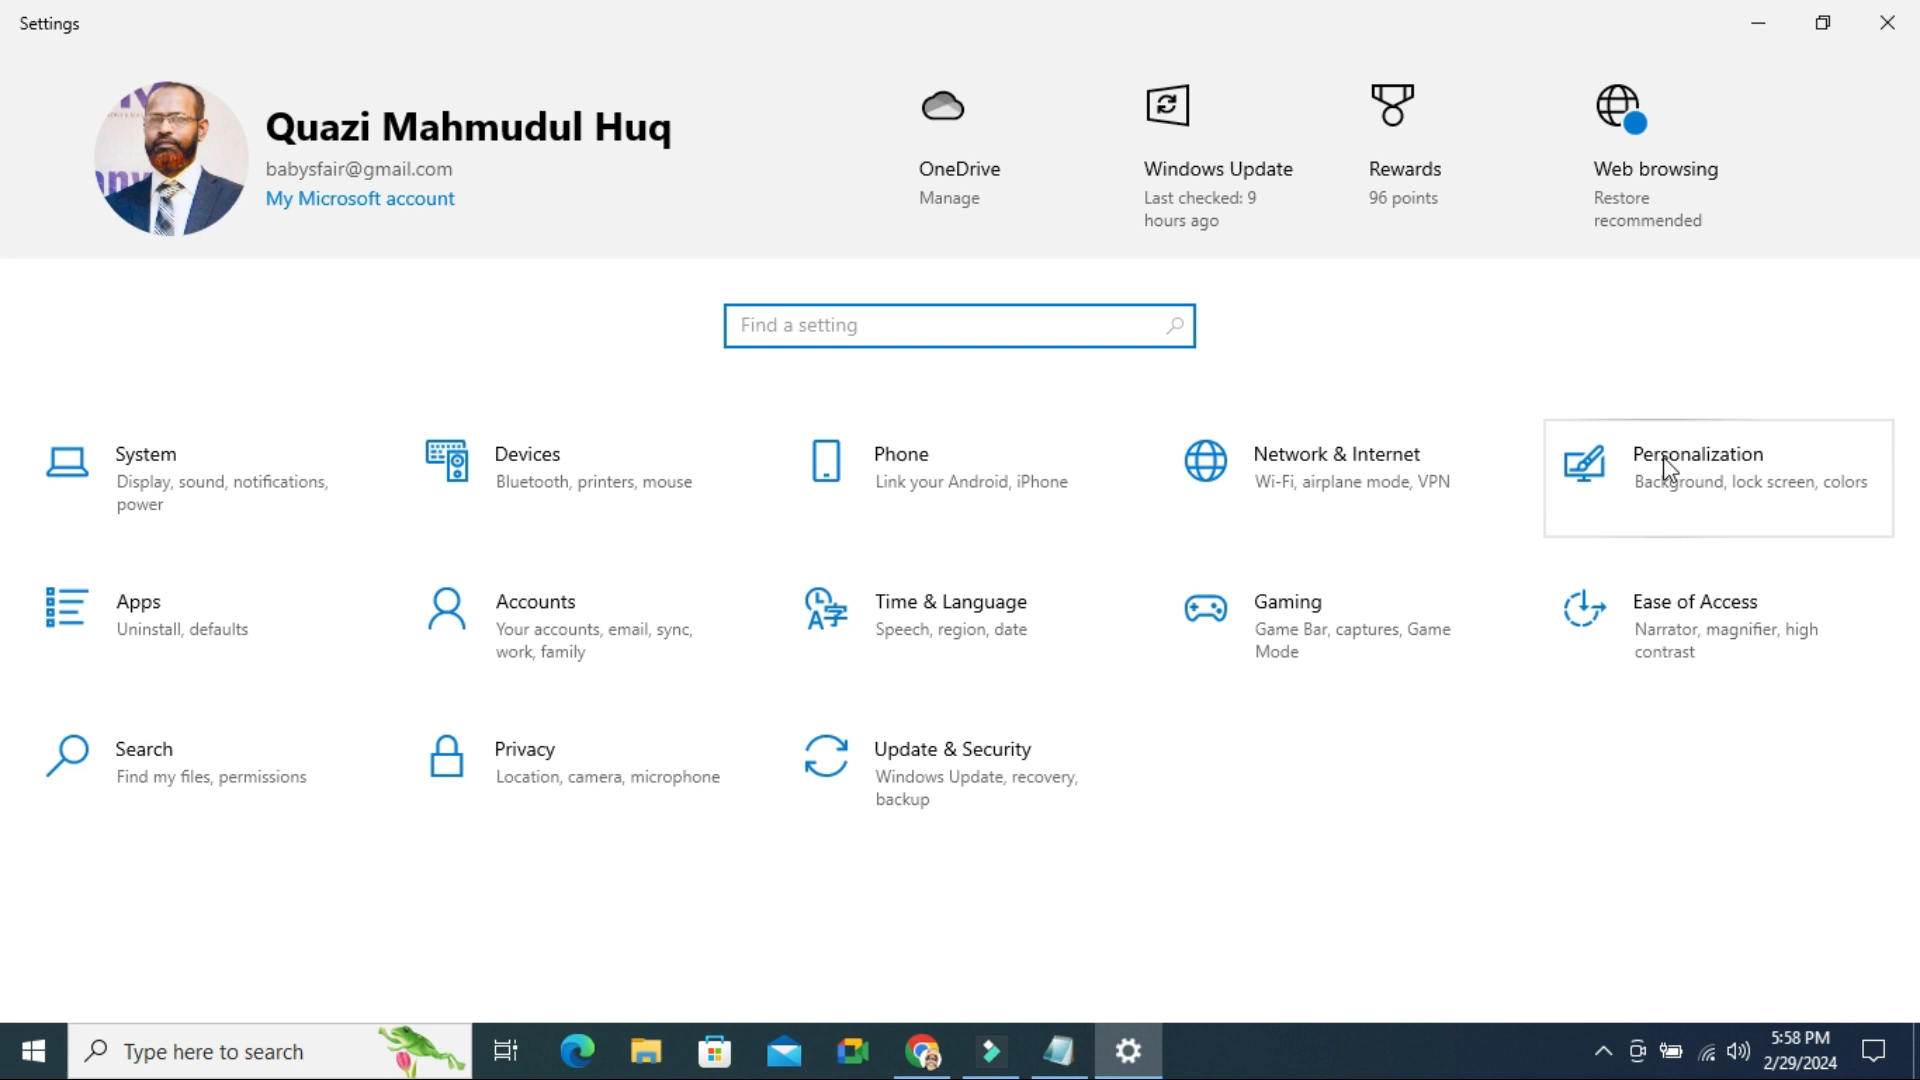 Settings
Quazi Mahmudul Huq
babysfair@gmail.com
My Microsoft account
OneDrive
Manage
Windows Update
Last checked: 9
hours ago
Rewards
96 points
Web browsing
Restore
recommended
Find a setting
System
Display, sound, notifications,
power
Devices
Bluetooth, printers, mouse
Phone
Link your Android, iPhone
Network & Internet
Wi-Fi, airplane mode, VPN
Personalization
Background, lock screen, colors
Apps
Uninstall, defaults
Accounts
Your accounts, email, sync,
work, family
Time & Language
Speech, region, date
Gaming
Game Bar, captures, Game
Mode
Ease of Access
Narrator, magnifier, high
contrast
Search
Find my files, permissions
Privacy
Location, camera, microphone
Update & Security
Windows Update, recovery,
backup
Type here to search
5:58 PM
2/29/2024